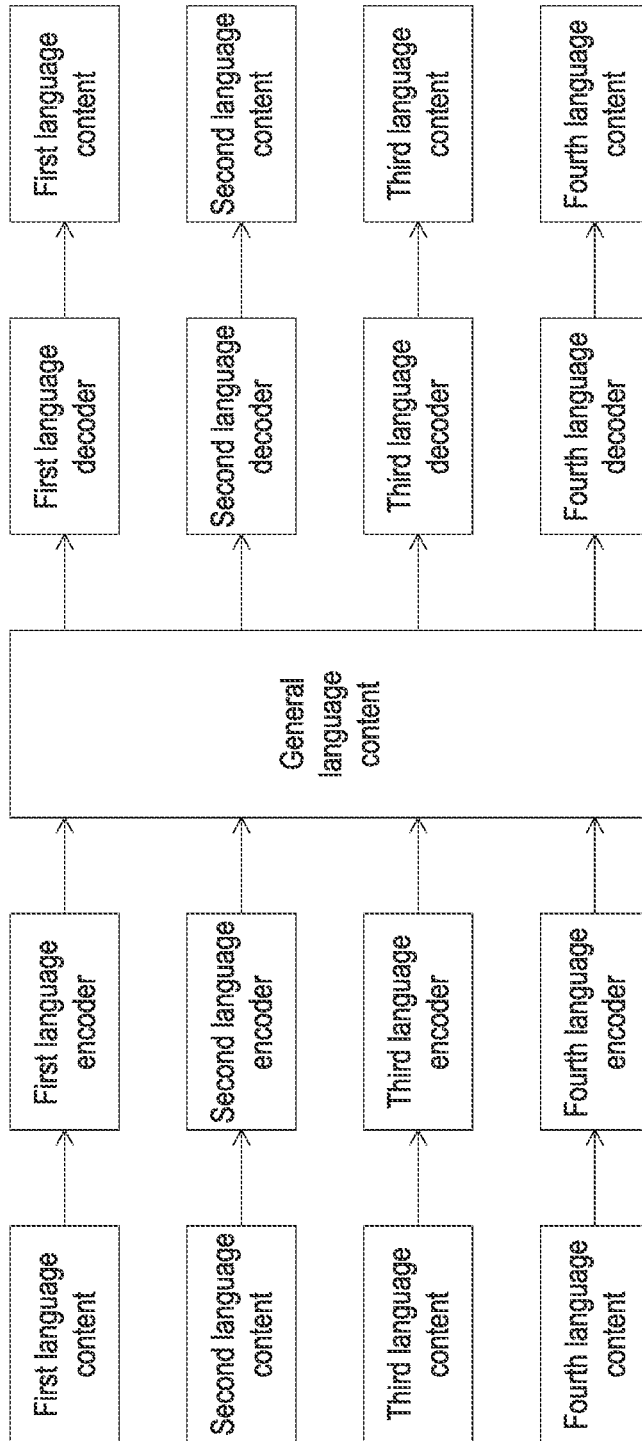 First language
content
First language
encoder
First language
decoder
First language
content
Second language
content
Second language
encoder
General
language
content
Second language
decoder
Second language
content
Third language
content
Third language
encoder
Third language
decoder
Third language
content
Fourth language
content
Fourth language
encoder
Fourth language
decoder
Fourth language
content